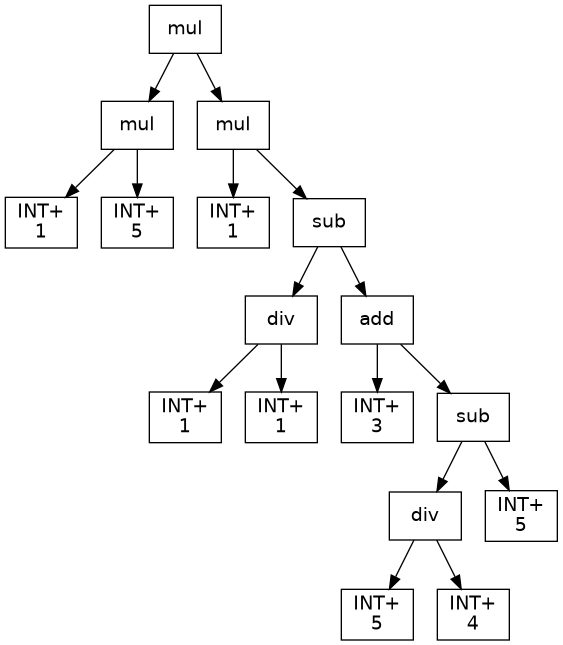 mul
mul
mul
INT+
1
INT+
5
INT+
1
sub
div
add
INT+
1
INT+
1
INT+
3
sub
div
INT+
5
INT+
5
INT+
4